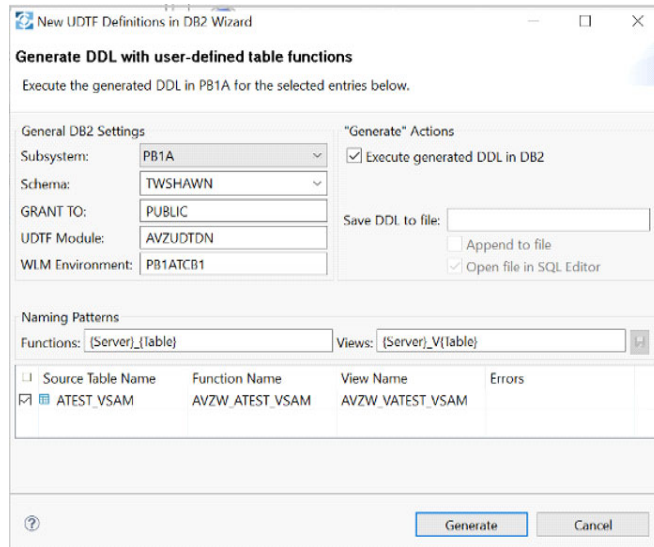 New UDTF Definitions in DB2 Wizard
Generate DDL with user-defined table functions
Execute the generated DDL in PB1A for the selected entries below.
General DB2 Settings
Subsystem: PB1A
Schema: TWSHAWN
GRANT TO: PUBLIC
UDTF Module: AVZUDTDN
WLM Environment: PB1ATCB1
"Generate" Actions
Execute generated DDL in DB2
Save DDL to file:
Append to file
Open file in SQL Editor
Naming Patterns
Functions: {Server}_{Table} Views: {Server}_V{Table}
Source Table Name Function Name View Name Errors
ATEST_VSAM AVZW_ATEST_VSAM AVZW_VATEST_VSAM
Generate Cancel